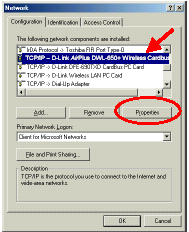 Network
Configuration Identification Access Control
The following network components are installed:
IrDA Protocol -> Toshiba FIR Port Type-O
TCP/IP -> D-Link AirPlus DWL-650+ Wireless Cardbus
TCP/IP -> D-Link DFE-690TXD CardBus PC Card
TCP/IP -> D-Link Wireless LAN PC Card
TCP/IP -> Dial-Up Adapter
Add... Remove Properties
Primary Network Logon:
Client for Microsoft Networks
File and Print Sharing...
Description
TCP/IP is the protocol you use to connect to the Internet and
wide-area networks.
OK Cancel